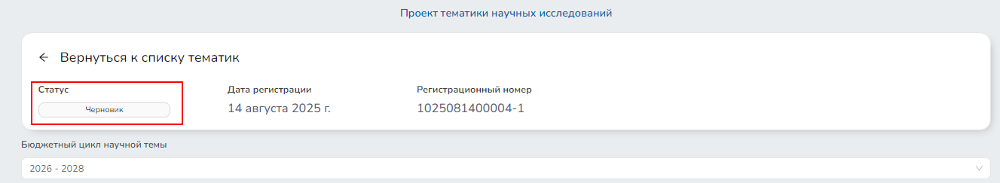 Проект тематики научных исследований
Вернуться к списку тематик
Статус
Дата регистрации
Регистрационный номер
Черновик
14 августа 2025 г.
1025081400004-1
Бюджетный цикл научной темы
2026 - 2028